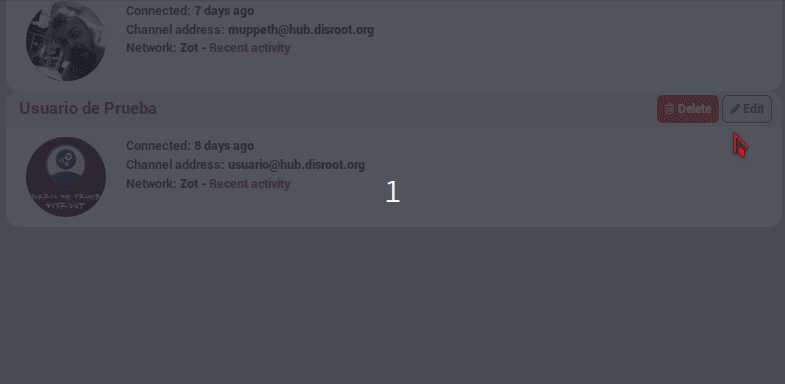 Connected: 7 days ago
Channel address: muppeth@hub.disroot.org
Network: Zot - Recent activity
Usuario de Prueba
Delete
Edit
Connected: 8 days ago
Channel address: usuario@hub.disroot.org
Network: Zot - Recent activity
1
DISROOT